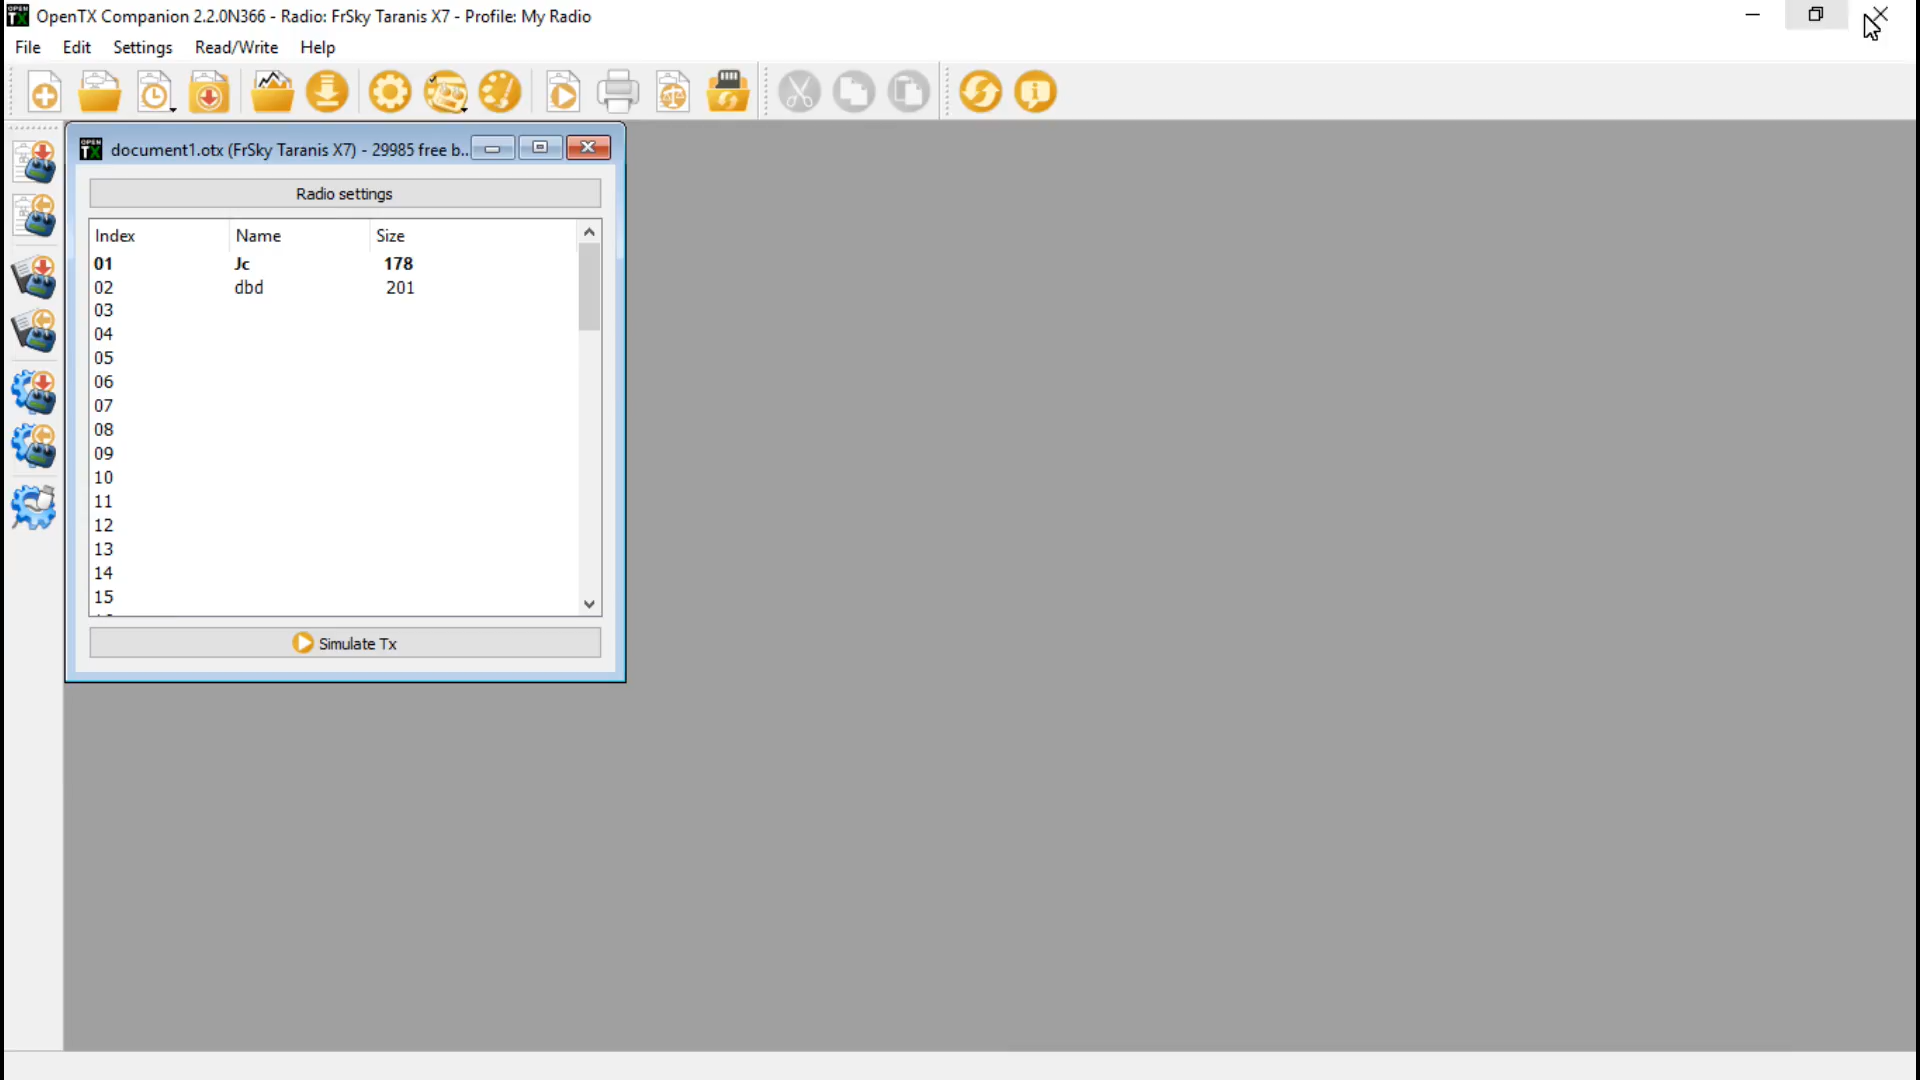 OpenTX Companion 2.2.0N366 - Radio: FrSky Taranis X7 - Profile: My Radio
File Edit Settings Read/Write Help
document1.otx (FrSky Taranis X7) - 29985 free b..
Radio settings
Index Name Size
01 Jc 178
02 dbd 201
03
04
05
06
07
08
09
10
11
12
13
14
15
Simulate Tx